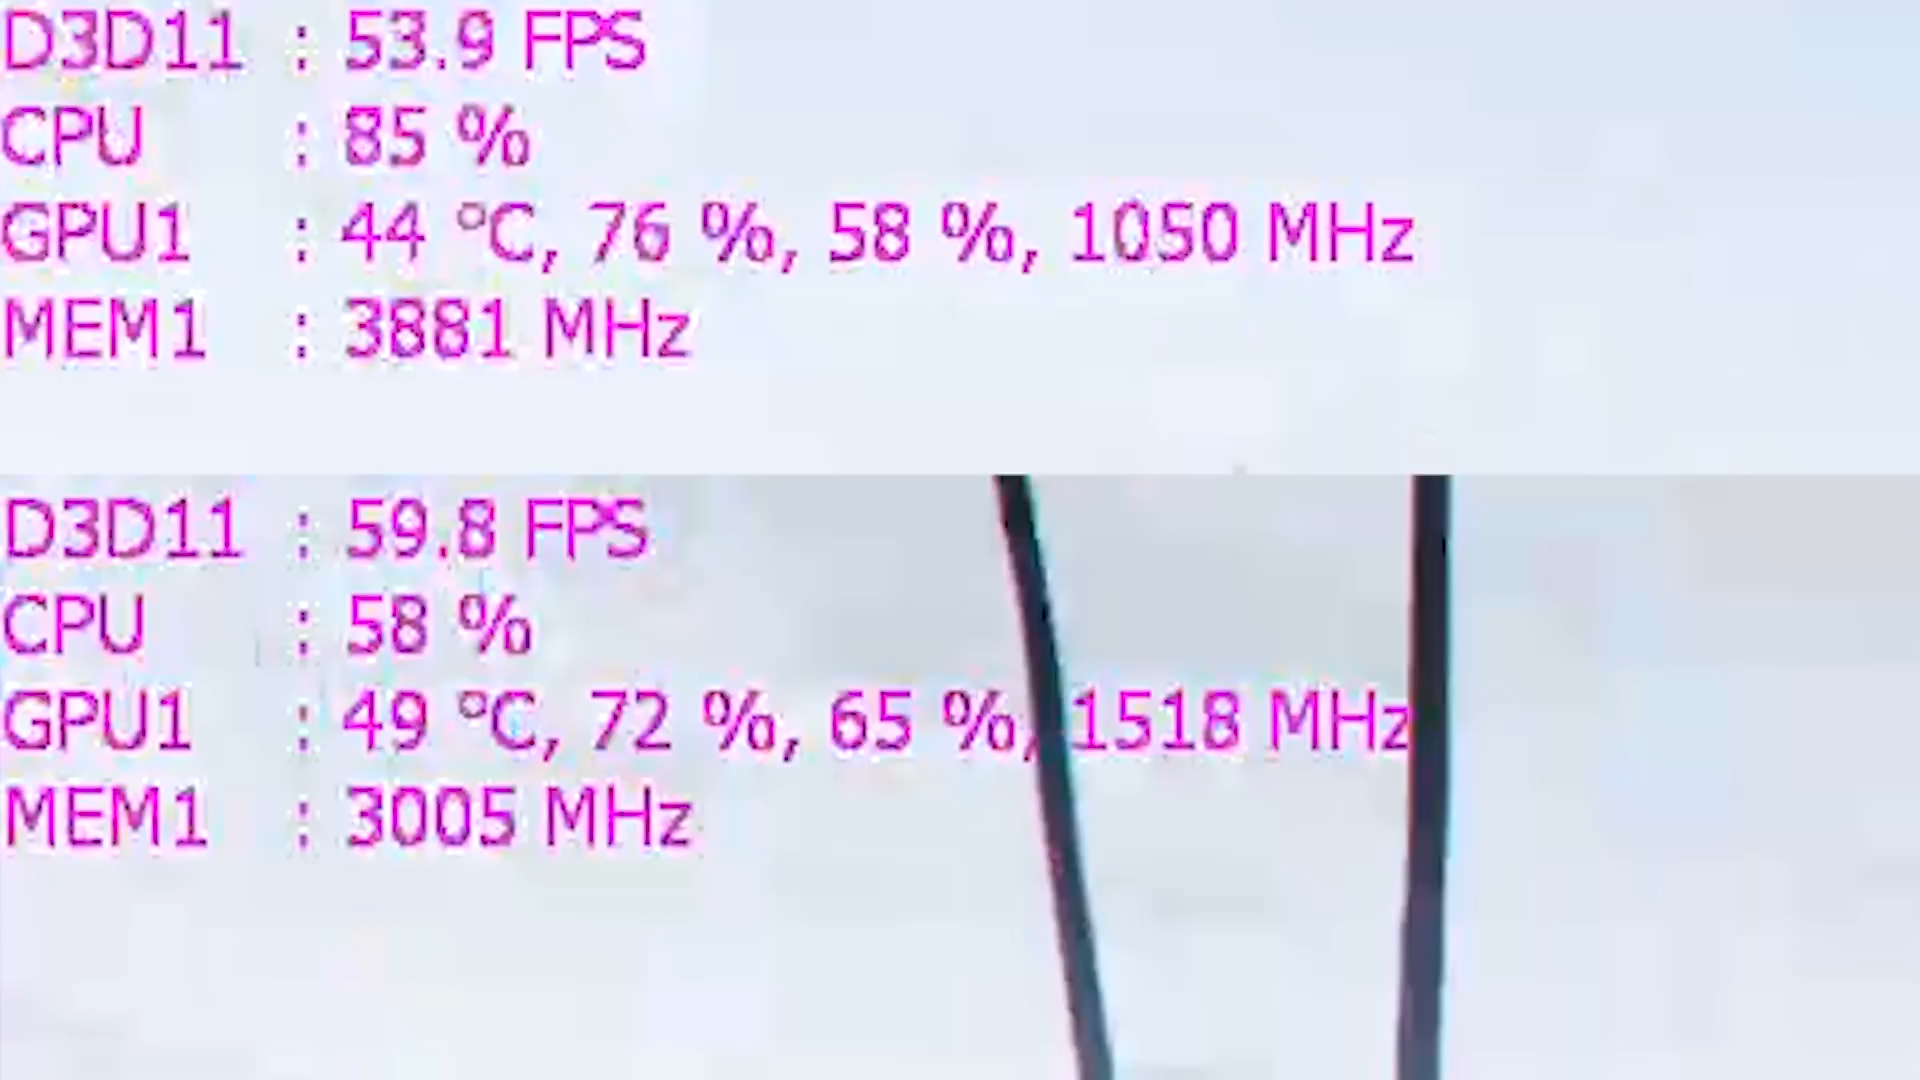 D3D11 : 53.9 FPS
CPU : 85 %
GPU1 : 44 °C, 76 %, 58 %, 1050 MHz
MEM1 : 3881 MHz
D3D11 : 59.8 FPS
CPU : 58 %
GPU1 : 49 °C, 72 %, 65 %, 1518 MHz
MEM1 : 3005 MHz